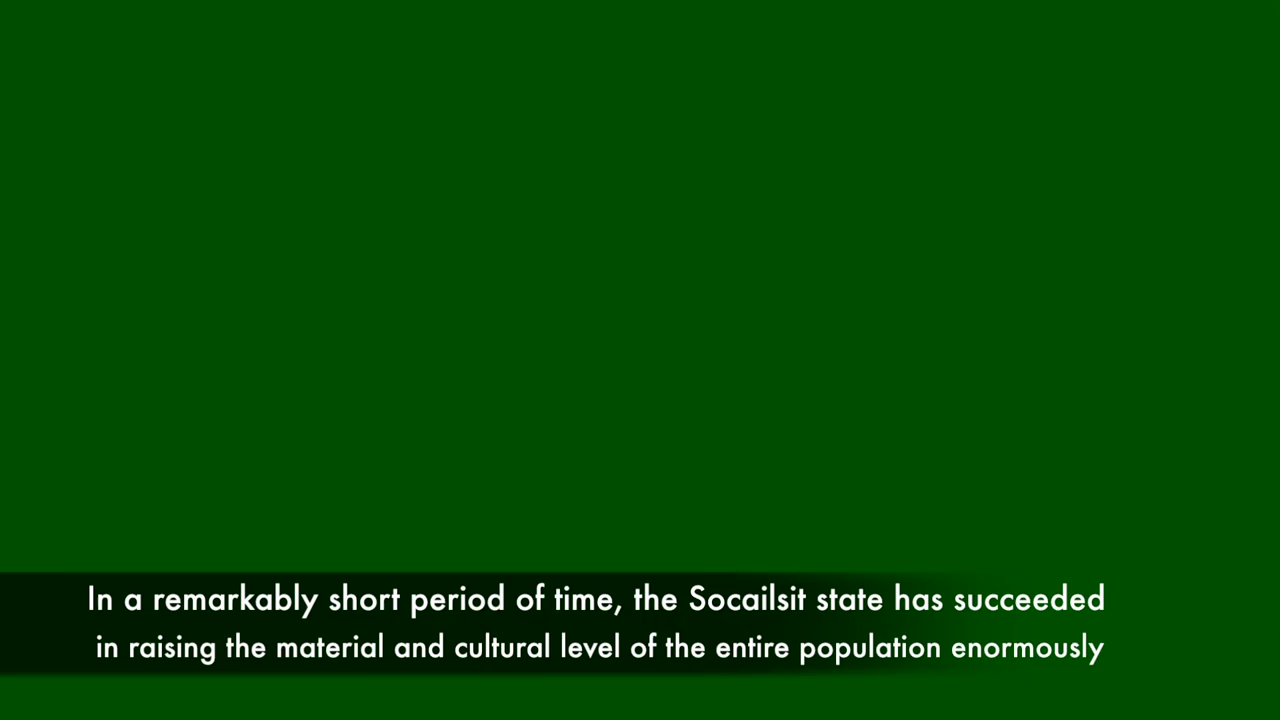 In a remarkably short period of time, the Socailsit state has succeeded
in raising the material and cultural level of the entire population enormously